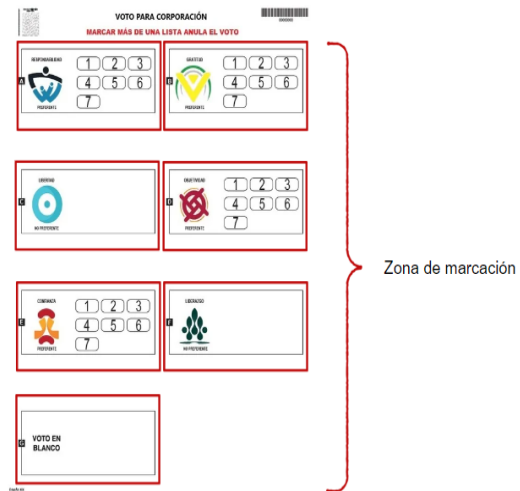 VOTO PARA CORPORACIÓN
MARCAR MÁS DE UNA LISTA ANULA EL VOTO
A
RESPONSABILIDAD
1 2 3
4 5 6
7
PREFERENTE
B
GRATITUD
1 2 3
4 5 6
7
PREFERENTE
C
LIBERTAD
NO PREFERENTE
D
OBJETIVIDAD
1 2 3
4 5 6
7
PREFERENTE
E
CONFIANZA
1 2 3
4 5 6
7
PREFERENTE
F
LIDERAZGO
NO PREFERENTE
G
VOTO EN
BLANCO
Zona de marcación